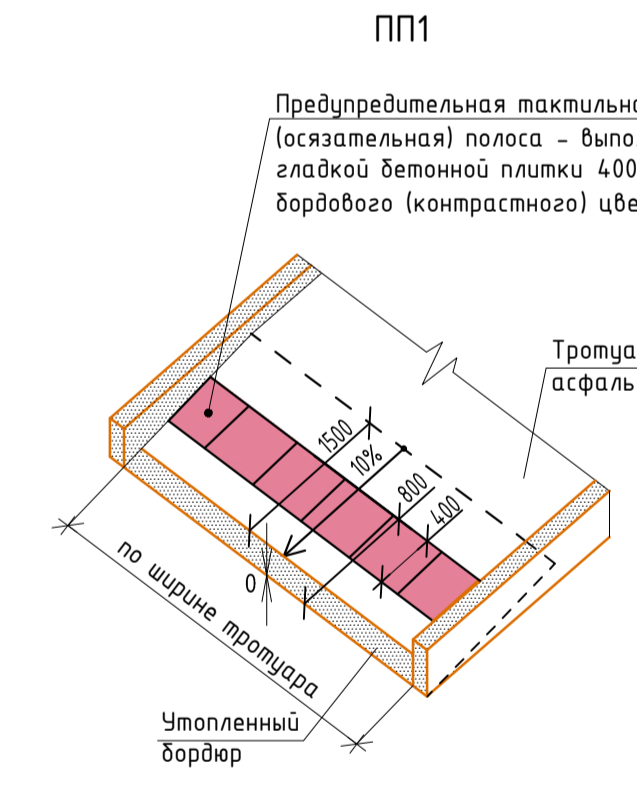 ПП1
Предупредительная тактильно
(осязательная) полоса - выпо
гладкой бетонной плитки 400
бордового (контрастного) цве
Тротуа
асфаль
1500
10%
800
400
0
по ширине тротуара
Утопленный
бордюр